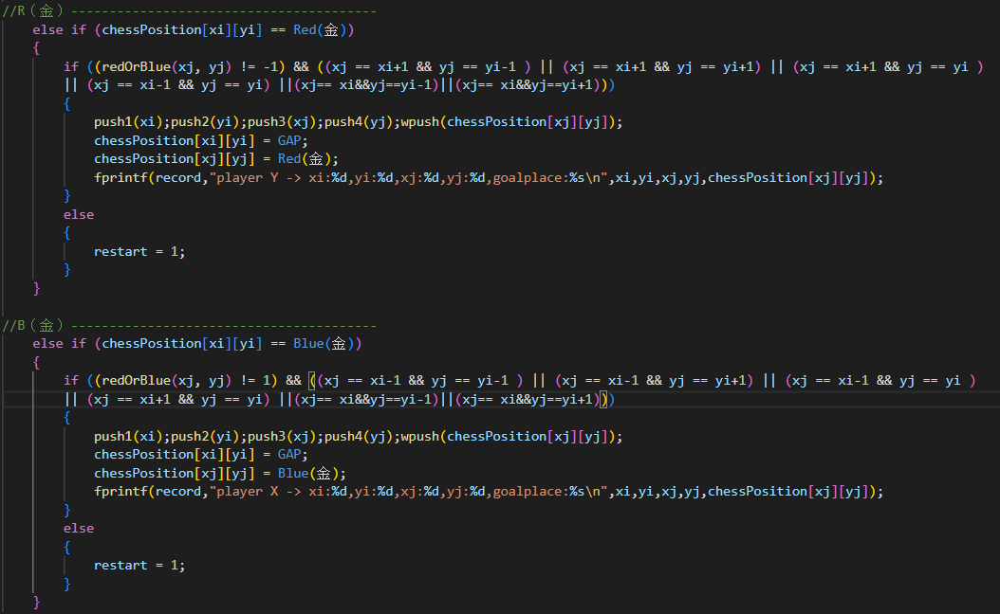 //R（金）----------------------------------------
    else if (chessPosition[xi][yi] == Red(金))
    {
        if ((redOrBlue(xj, yj) != -1) && ((xj == xi+1 && yj == yi-1 ) || (xj == xi+1 && yj == yi+1) || (xj == xi+1 && yj == yi )
        || (xj == xi-1 && yj == yi) ||(xj== xi&&yj==yi-1)||(xj== xi&&yj==yi+1)))
        {
            push1(xi);push2(yi);push3(xj);push4(yj);wpush(chessPosition[xj][yj]);
            chessPosition[xi][yi] = GAP;
            chessPosition[xj][yj] = Red(金);
            fprintf(record,"player Y -> xi:%d,yi:%d,xj:%d,yj:%d,goalplace:%s\n",xi,yi,xj,yj,chessPosition[xj][yj]);
        }
        else
        {
            restart = 1;
        }
    }
//B（金）----------------------------------------
    else if (chessPosition[xi][yi] == Blue(金))
    {
        if ((redOrBlue(xj, yj) != 1) && ((xj == xi-1 && yj == yi-1 ) || (xj == xi-1 && yj == yi+1) || (xj == xi-1 && yj == yi )
        || (xj == xi+1 && yj == yi) ||(xj== xi&&yj==yi-1)||(xj== xi&&yj==yi+1)))
        {
            push1(xi);push2(yi);push3(xj);push4(yj);wpush(chessPosition[xj][yj]);
            chessPosition[xi][yi] = GAP;
            chessPosition[xj][yj] = Blue(金);
            fprintf(record,"player X -> xi:%d,yi:%d,xj:%d,yj:%d,goalplace:%s\n",xi,yi,xj,yj,chessPosition[xj][yj]);
        }
        else
        {
            restart = 1;
        }
    }